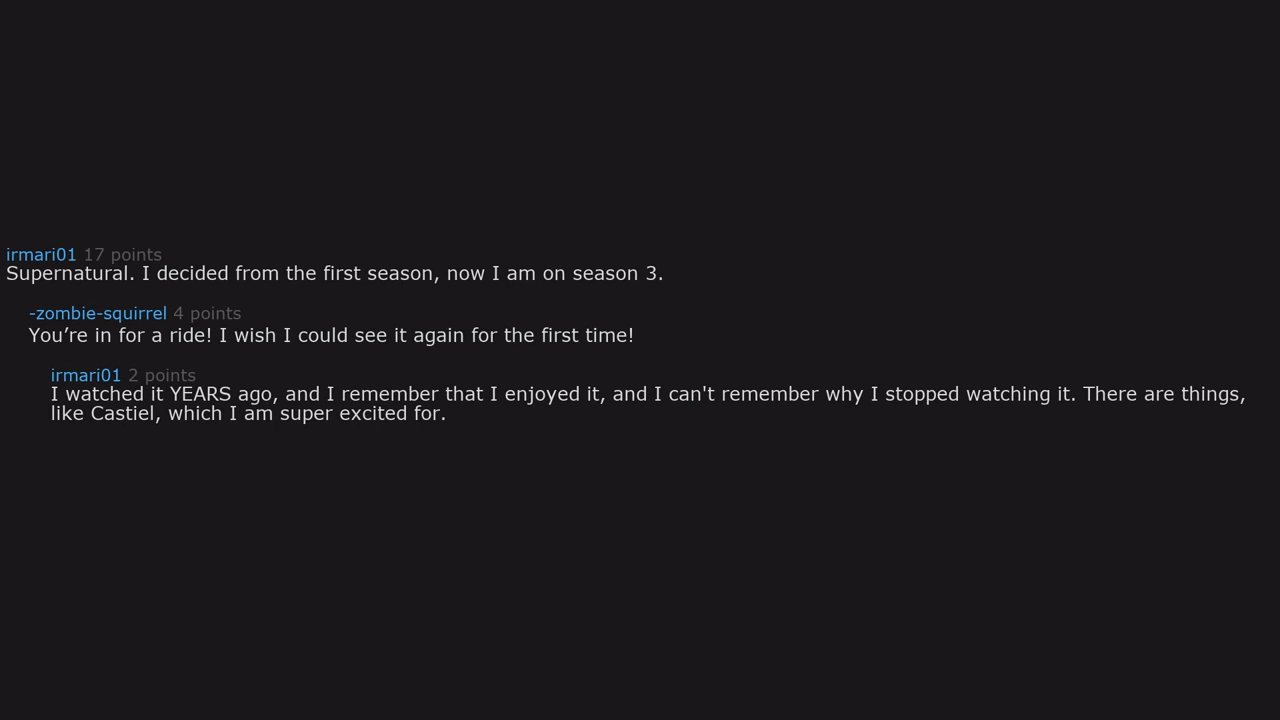 irmari01 17 points
Supernatural. I decided from the first season, now I am on season 3.
-zombie-squirrel 4 points
You’re in for a ride! I wish I could see it again for the first time!
irmari01 2 points
I watched it YEARS ago, and I remember that I enjoyed it, and I can't remember why I stopped watching it. There are things,
like Castiel, which I am super excited for.